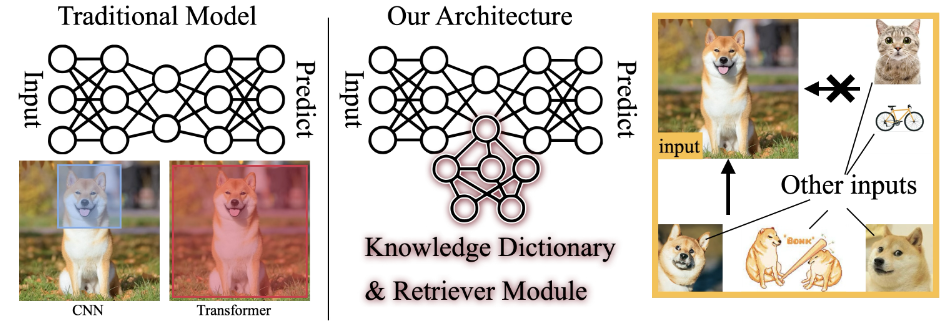 Traditional Model
Our Architecture
Input
Predict
Input
Predict
CNN
Transformer
Knowledge Dictionary
& Retriever Module
input
Other inputs
"BONK"